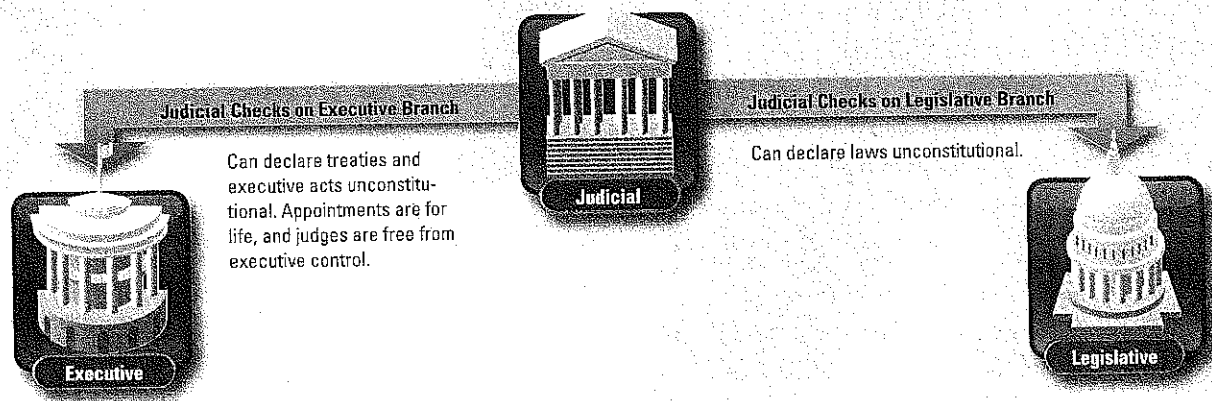 Judicial Checks on Executive Branch
Judicial Checks on Legislative Branch
Can declare treaties and
executive acts unconstitu-
tional. Appointments are for
life, and judges are free from
executive control.
Can declare laws unconstitutional.
Judicial
Executive
Legislative